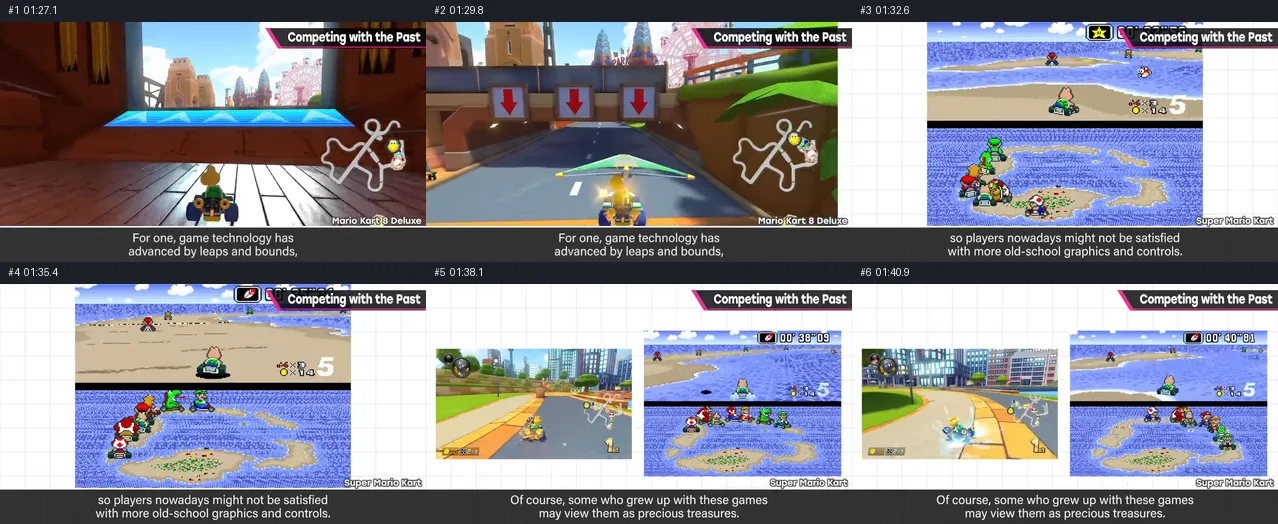 #1 01:27.1
Competing with the Past
Mario Kart 8 Deluxe
For one, game technology has
advanced by leaps and bounds,
#2 01:29.8
Competing with the Past
Mario Kart 8 Deluxe
For one, game technology has
advanced by leaps and bounds,
#3 01:32.6
Competing with the Past
×3
×14
5
Super Mario Kart
so players nowadays might not be satisfied
with more old-school graphics and controls.
#4 01:35.4
Competing with the Past
×3
×14
5
Super Mario Kart
so players nowadays might not be satisfied
with more old-school graphics and controls.
#5 01:38.1
Competing with the Past
00'38"09
5
Super Mario Kart
Of course, some who grew up with these games
may view them as precious treasures.
#6 01:40.9
Competing with the Past
00'40"81
5
Super Mario Kart
Of course, some who grew up with these games
may view them as precious treasures.